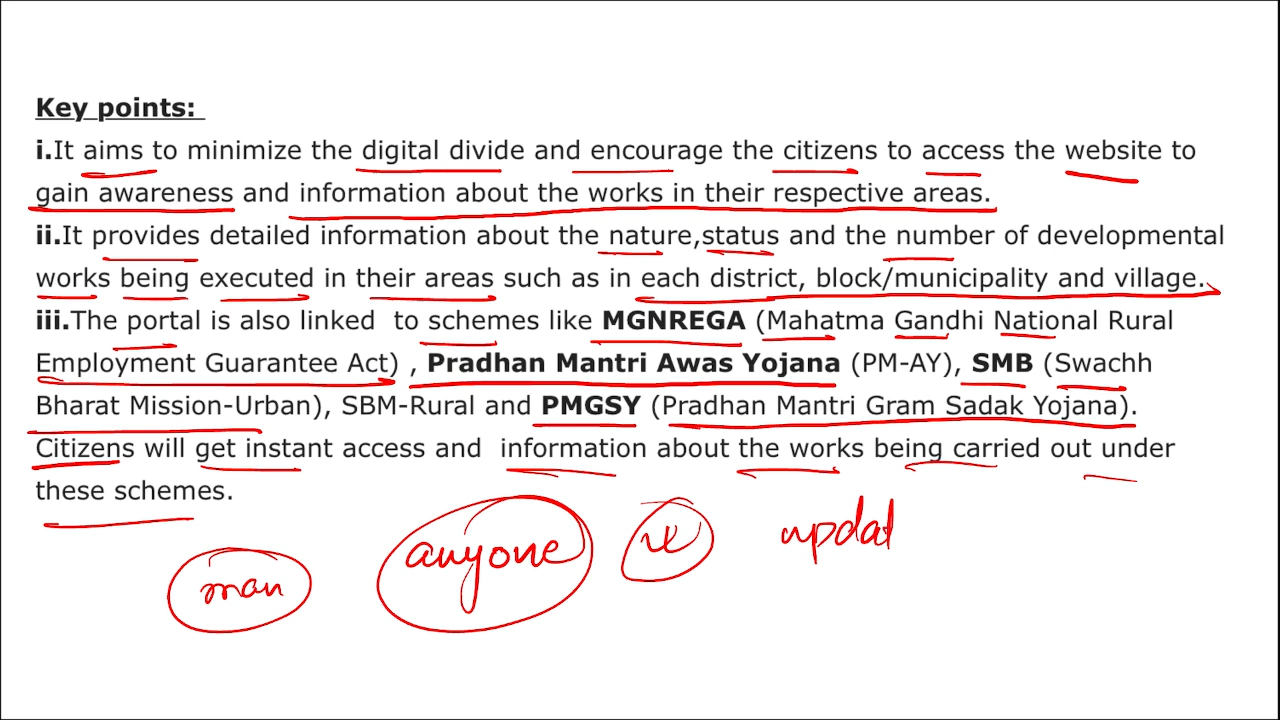 Key points:
i.It aims to minimize the digital divide and encourage the citizens to access the website to
gain awareness and information about the works in their respective areas.
ii.It provides detailed information about the nature,status and the number of developmental
works being executed in their areas such as in each district, block/municipality and village.
iii.The portal is also linked to schemes like MGNREGA (Mahatma Gandhi National Rural
Employment Guarantee Act) , Pradhan Mantri Awas Yojana (PM-AY), SMB (Swachh
Bharat Mission-Urban), SBM-Rural and PMGSY (Pradhan Mantri Gram Sadak Yojana).
Citizens will get instant access and information about the works being carried out under
these schemes.
man anyone updat